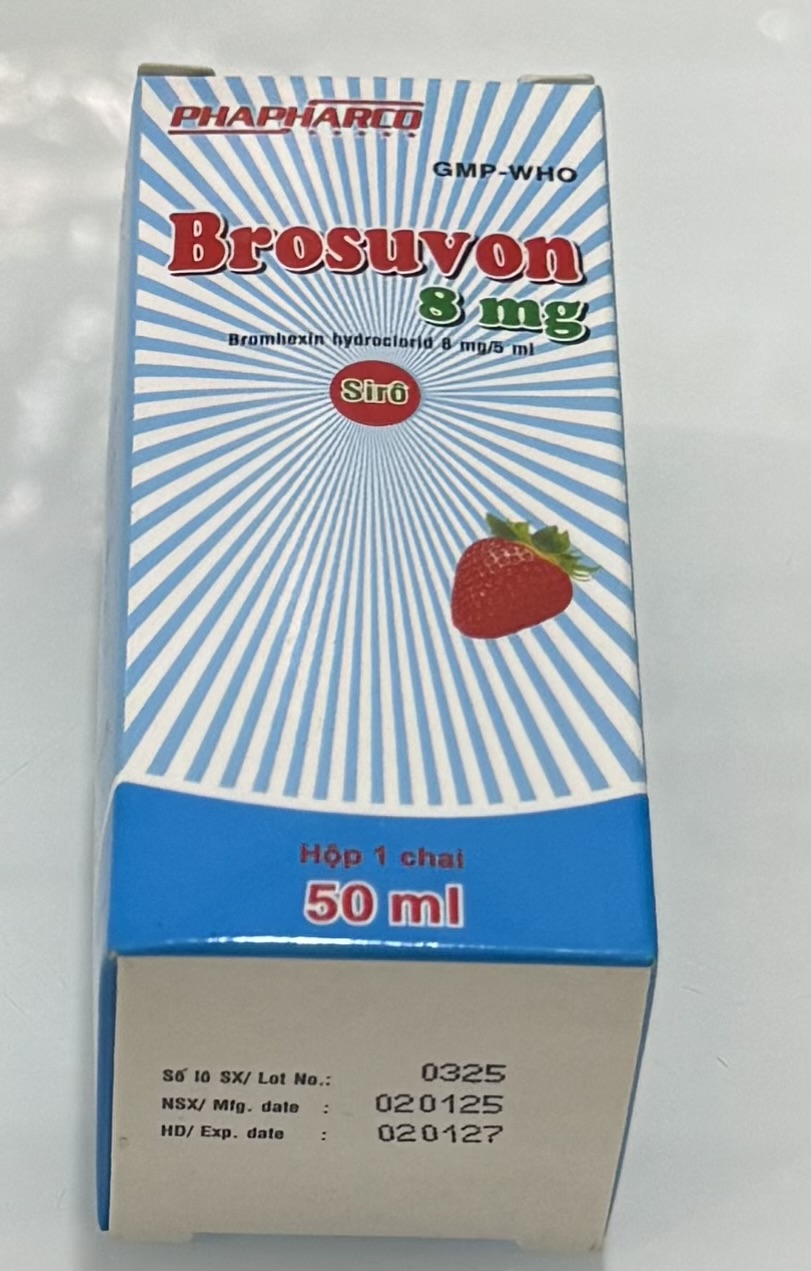 PHAPHARCO
GMP-WHO
Brosuvon
8 mg
Bromhexin hydroclorid 8 mg/5 ml
Sirô
Hộp 1 chai
50 ml
Số lô SX/ Lot No.: 0325
NSX/ Mfg. date : 020125
HD/ Exp. date : 020127